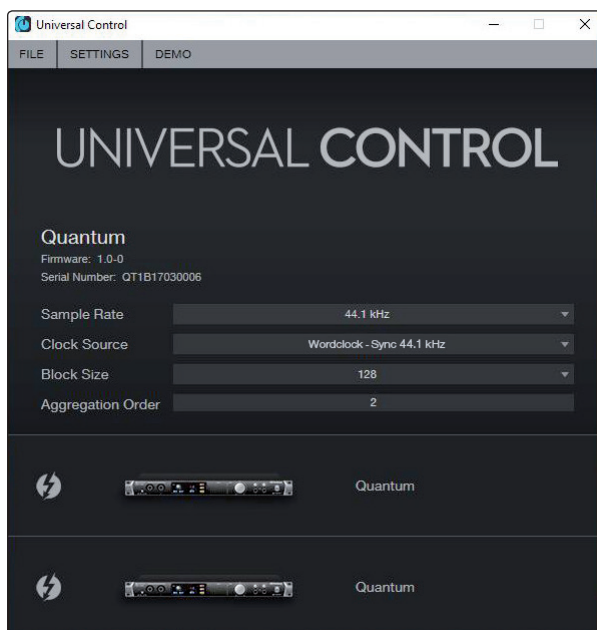 Universal Control
FILE SETTINGS DEMO
UNIVERSAL CONTROL
Quantum
Firmware: 1.0-0
Serial Number: QT1B17030006
Sample Rate 44.1 kHz
Clock Source Wordclock - Sync 44.1 kHz
Block Size 128
Aggregation Order 2
Quantum
Quantum